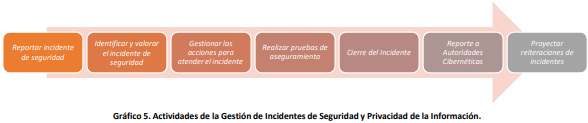 Reportar incidente
de seguridad
Identificar y valorar
el incidente de
seguridad
Gestionar las
acciones para
atender el incidente
Realizar pruebas de
aseguramiento
Cierre del Incidente
Reporte a
Autoridades
Cibernéticas
Proyectar
reiteraciones de
incidentes
Gráfico 5. Actividades de la Gestión de Incidentes de Seguridad y Privacidad de la Información.